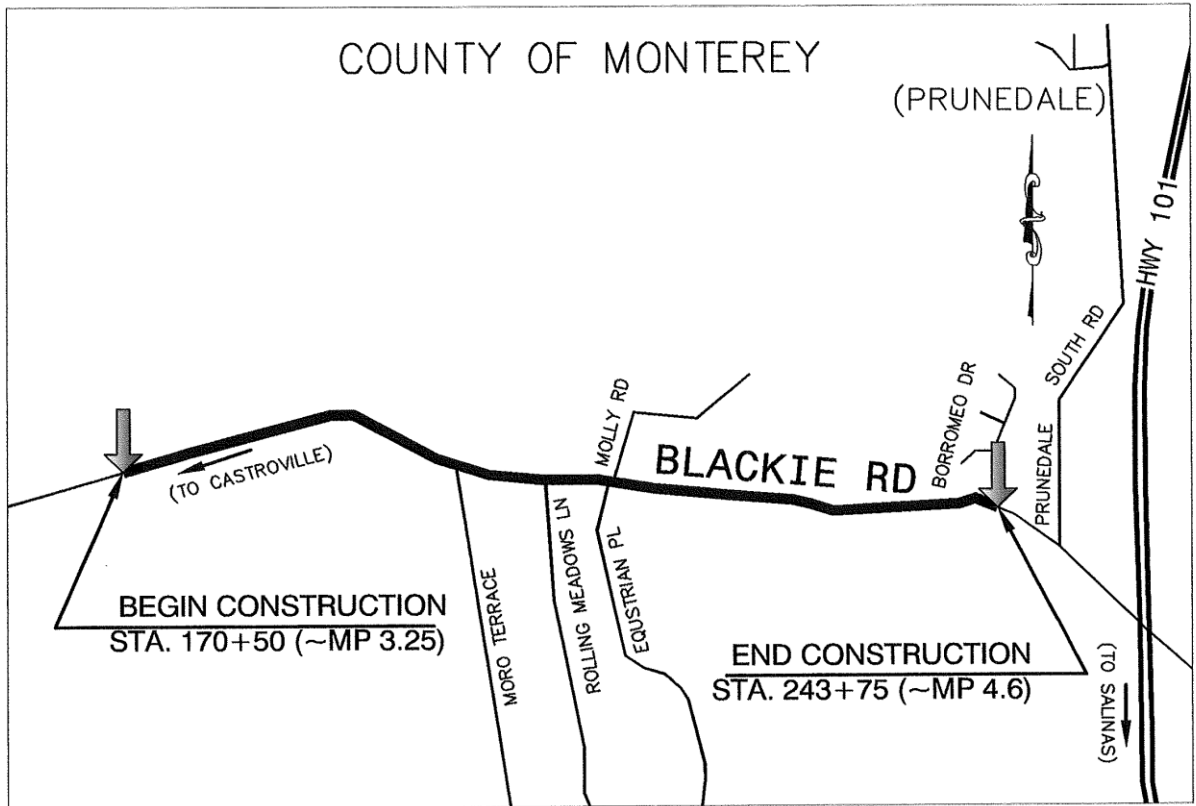 COUNTY OF MONTEREY
(PRUNEDALE)
HWY 101
SOUTH RD
PRUNEDALE
BORROMEO DR
MOLLY RD
BLACKIE RD
(TO CASTROVILLE)
BEGIN CONSTRUCTION
STA. 170+50 (~MP 3.25)
MORO TERRACE
ROLLING MEADOWS LN
EQUSTRIAN PL
END CONSTRUCTION
STA. 243+75 (~MP 4.6)
(TO SALINAS)